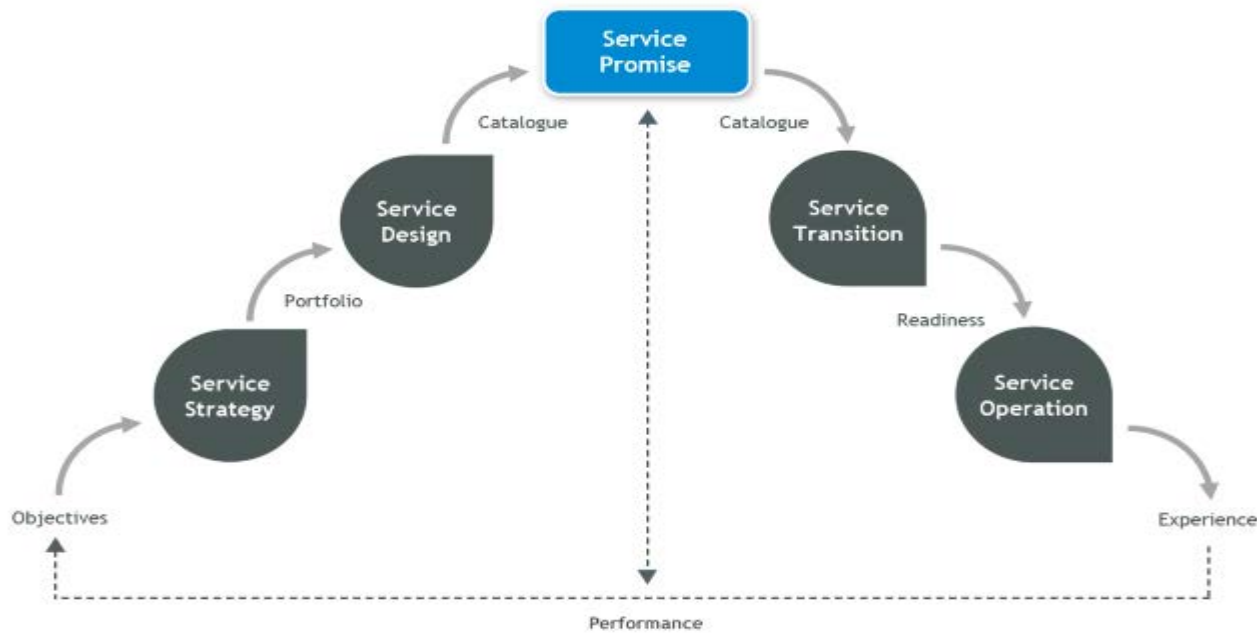 Service
Promise
Catalogue
Catalogue
Service
Design
Service
Transition
Portfolio
Readiness
Service
Strategy
Service
Operation
Objectives
Experience
Performance